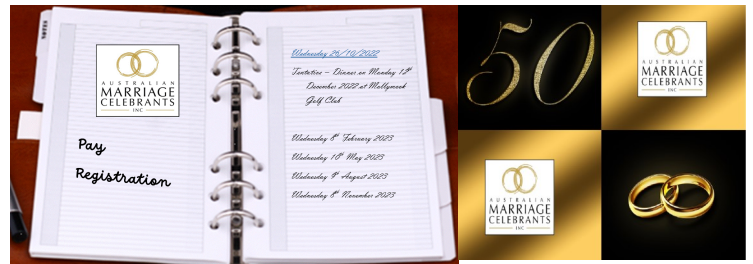 AUSTRALIAN
MARRIAGE
CELEBRANTS
INC
Pay
Registration
Wednesday 26/10/2022
Tentative – Dinner on Monday 12th
December 2022 at Mollymook
Golf Club
Wednesday 8th February 2023
Wednesday 10th May 2023
Wednesday 9th August 2023
Wednesday 8th November 2023
50
AUSTRALIAN
MARRIAGE
CELEBRANTS
INC
AUSTRALIAN
MARRIAGE
CELEBRANTS
INC